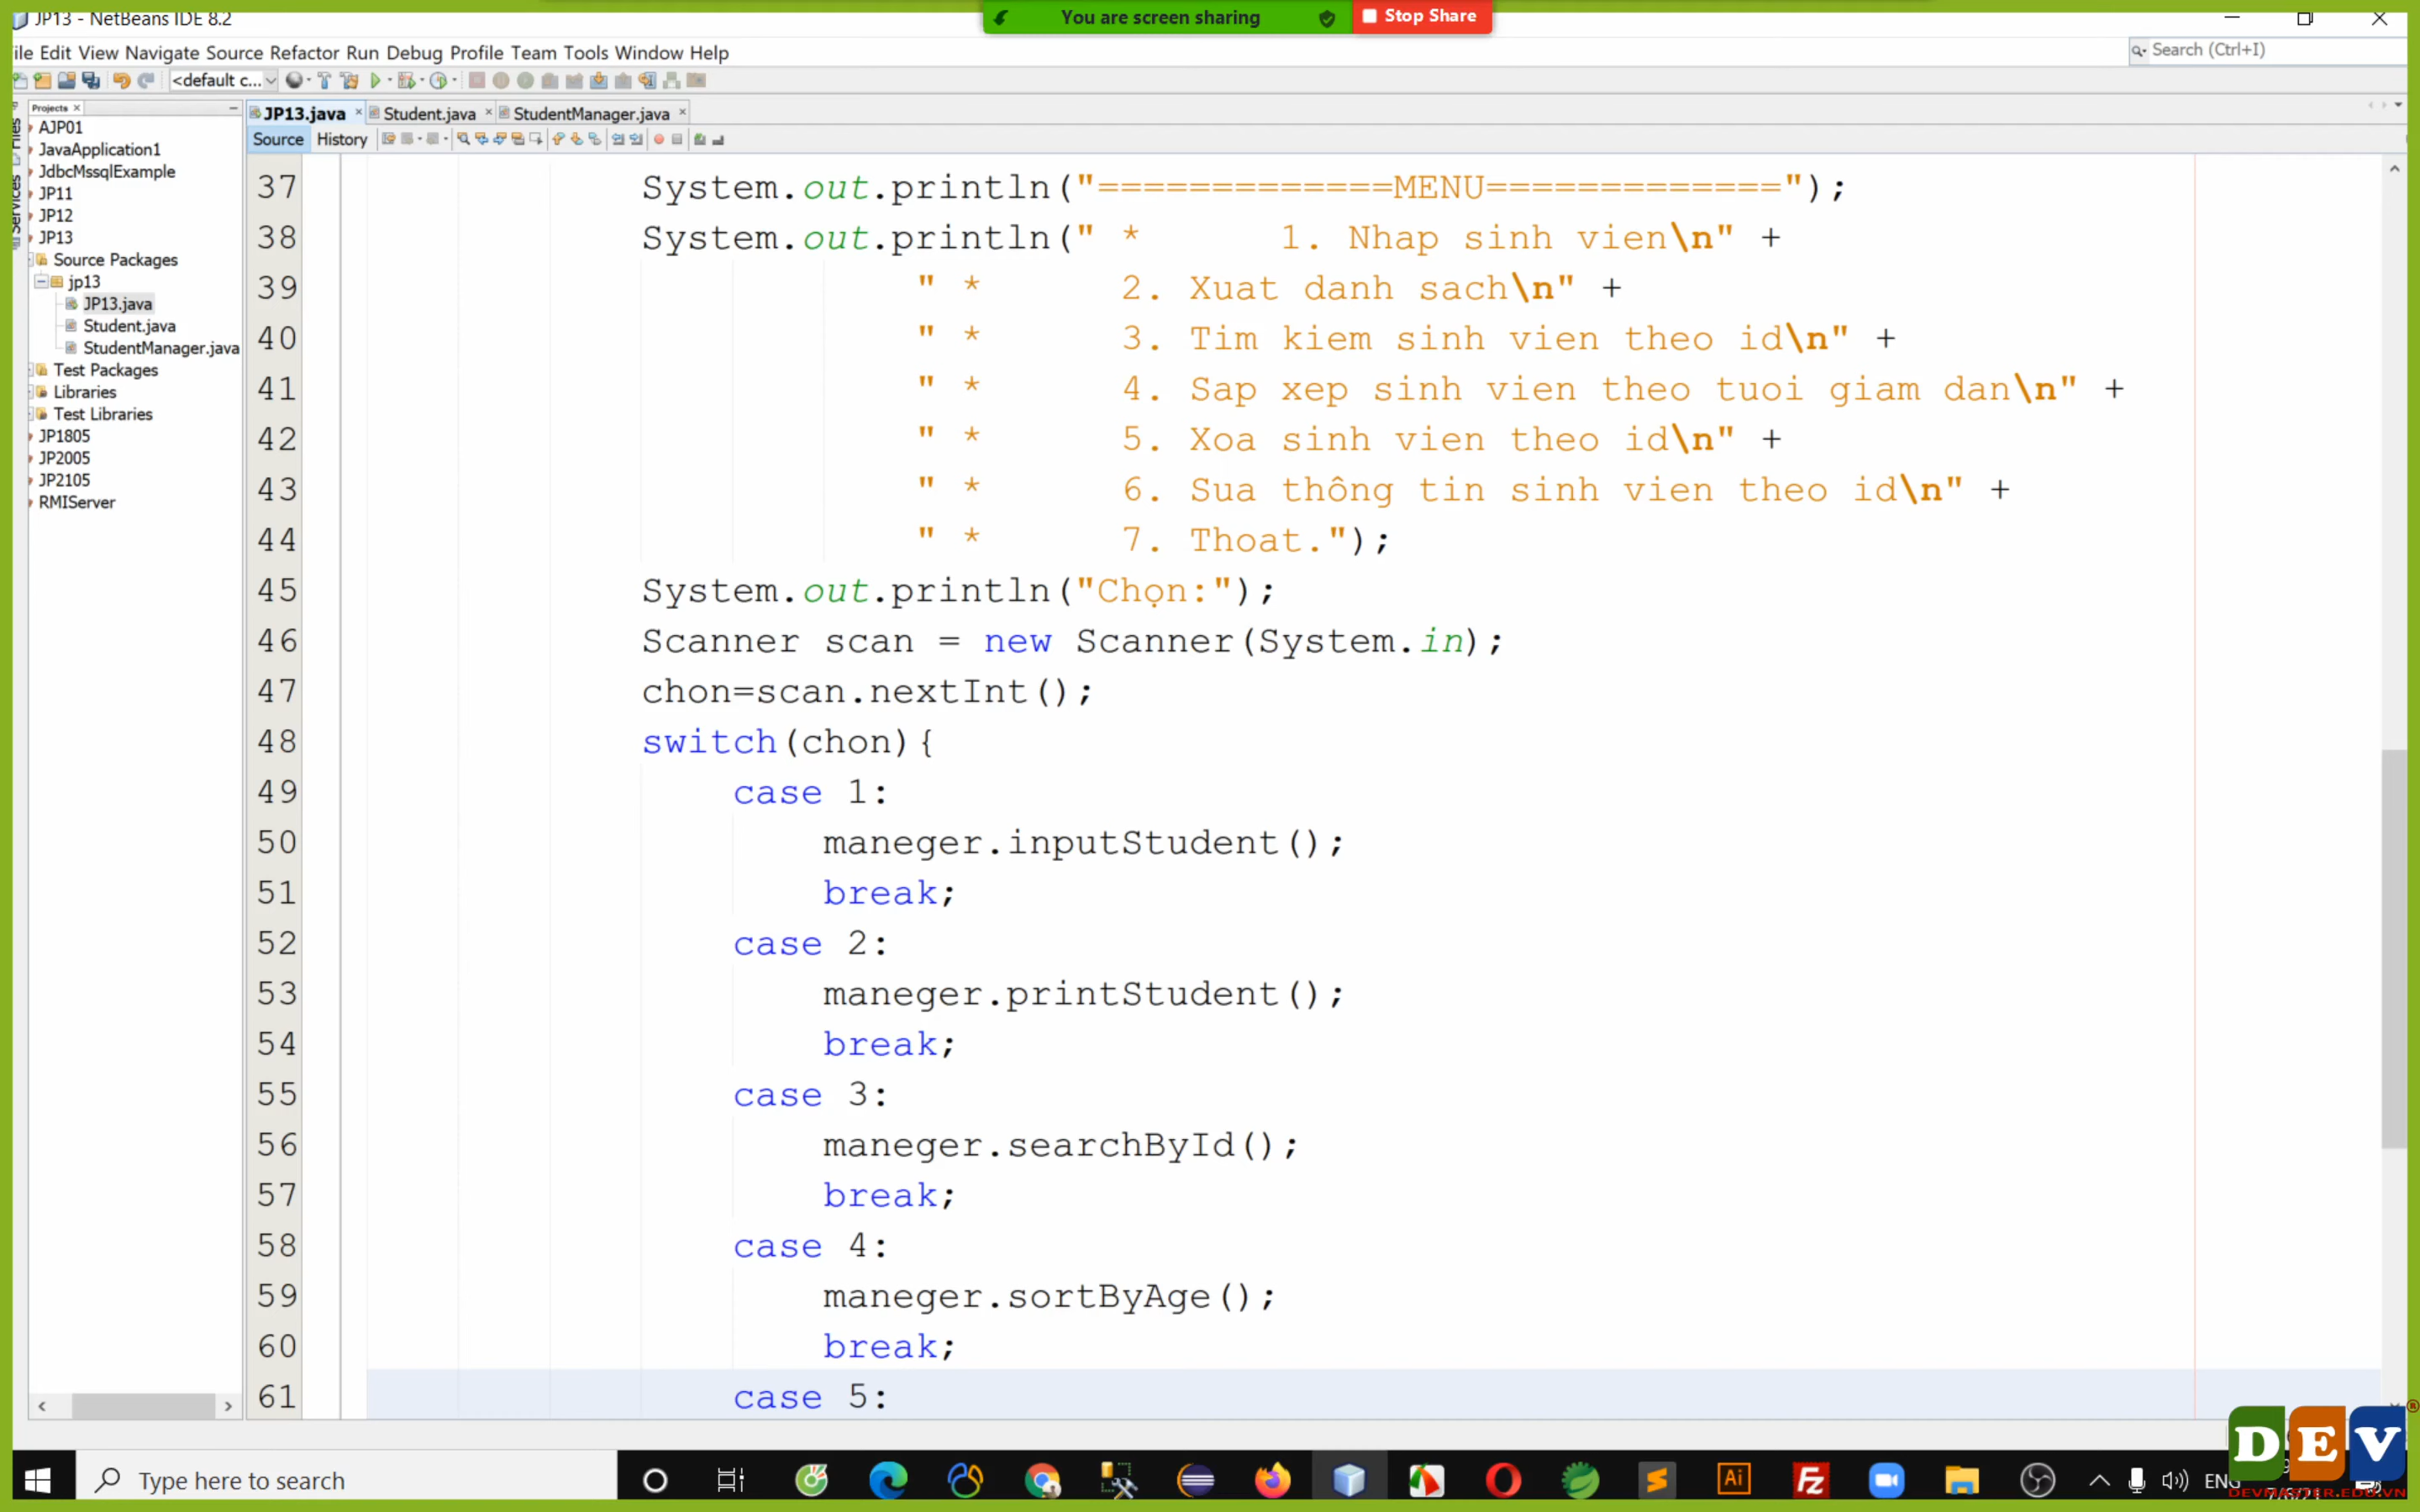 JP13 - NetBeans IDE 8.2
You are screen sharing
Stop Share
ile Edit View Navigate Source Refactor Run Debug Profile Team Tools Window Help
Search (Ctrl+I)
<default c...
Projects
Files
Services
AJP01
JavaApplication1
JdbcMssqlExample
JP11
JP12
JP13
Source Packages
jp13
JP13.java
Student.java
StudentManager.java
Test Packages
Libraries
Test Libraries
JP1805
JP2005
JP2105
RMIServer
JP13.java Student.java StudentManager.java
Source History
37 System.out.println("=============MENU=============");
38 System.out.println(" * 1. Nhap sinh vien\n" +
39 " * 2. Xuat danh sach\n" +
40 " * 3. Tim kiem sinh vien theo id\n" +
41 " * 4. Sap xep sinh vien theo tuoi giam dan\n" +
42 " * 5. Xoa sinh vien theo id\n" +
43 " * 6. Sua thông tin sinh vien theo id\n" +
44 " * 7. Thoat.");
45 System.out.println("Chọn:");
46 Scanner scan = new Scanner(System.in);
47 chon=scan.nextInt();
48 switch(chon){
49 case 1:
50 maneger.inputStudent();
51 break;
52 case 2:
53 maneger.printStudent();
54 break;
55 case 3:
56 maneger.searchById();
57 break;
58 case 4:
59 maneger.sortByAge();
60 break;
61 case 5:
Type here to search
Ai
Fz
ENG
DEV®
DEVMASTER.EDU.VN